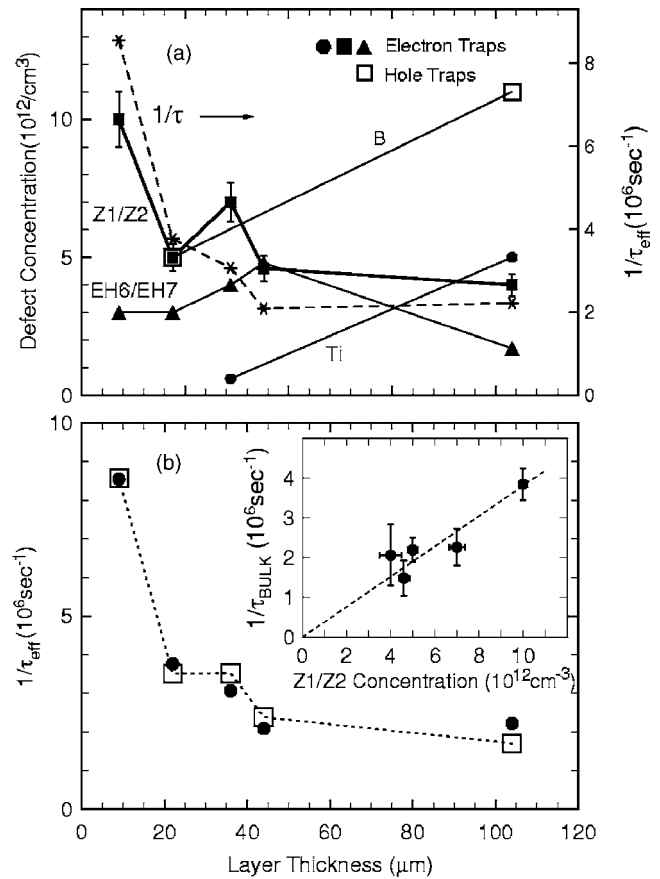 (a)
Electron Traps
Hole Traps
1/τ
B
Z1/Z2
EH6/EH7
Ti
Defect Concentration(10¹²/cm³)
10
5
0
1/τeff(10⁶sec⁻¹)
8
6
4
2
0
(b)
10
5
0
1/τeff(10⁶sec⁻¹)
1/τBULK (10⁶sec⁻¹)
4
3
2
1
0
0 2 4 6 8 10
Z1/Z2 Concentration (10¹²cm⁻³)
0 20 40 60 80 100 120
Layer Thickness (μm)